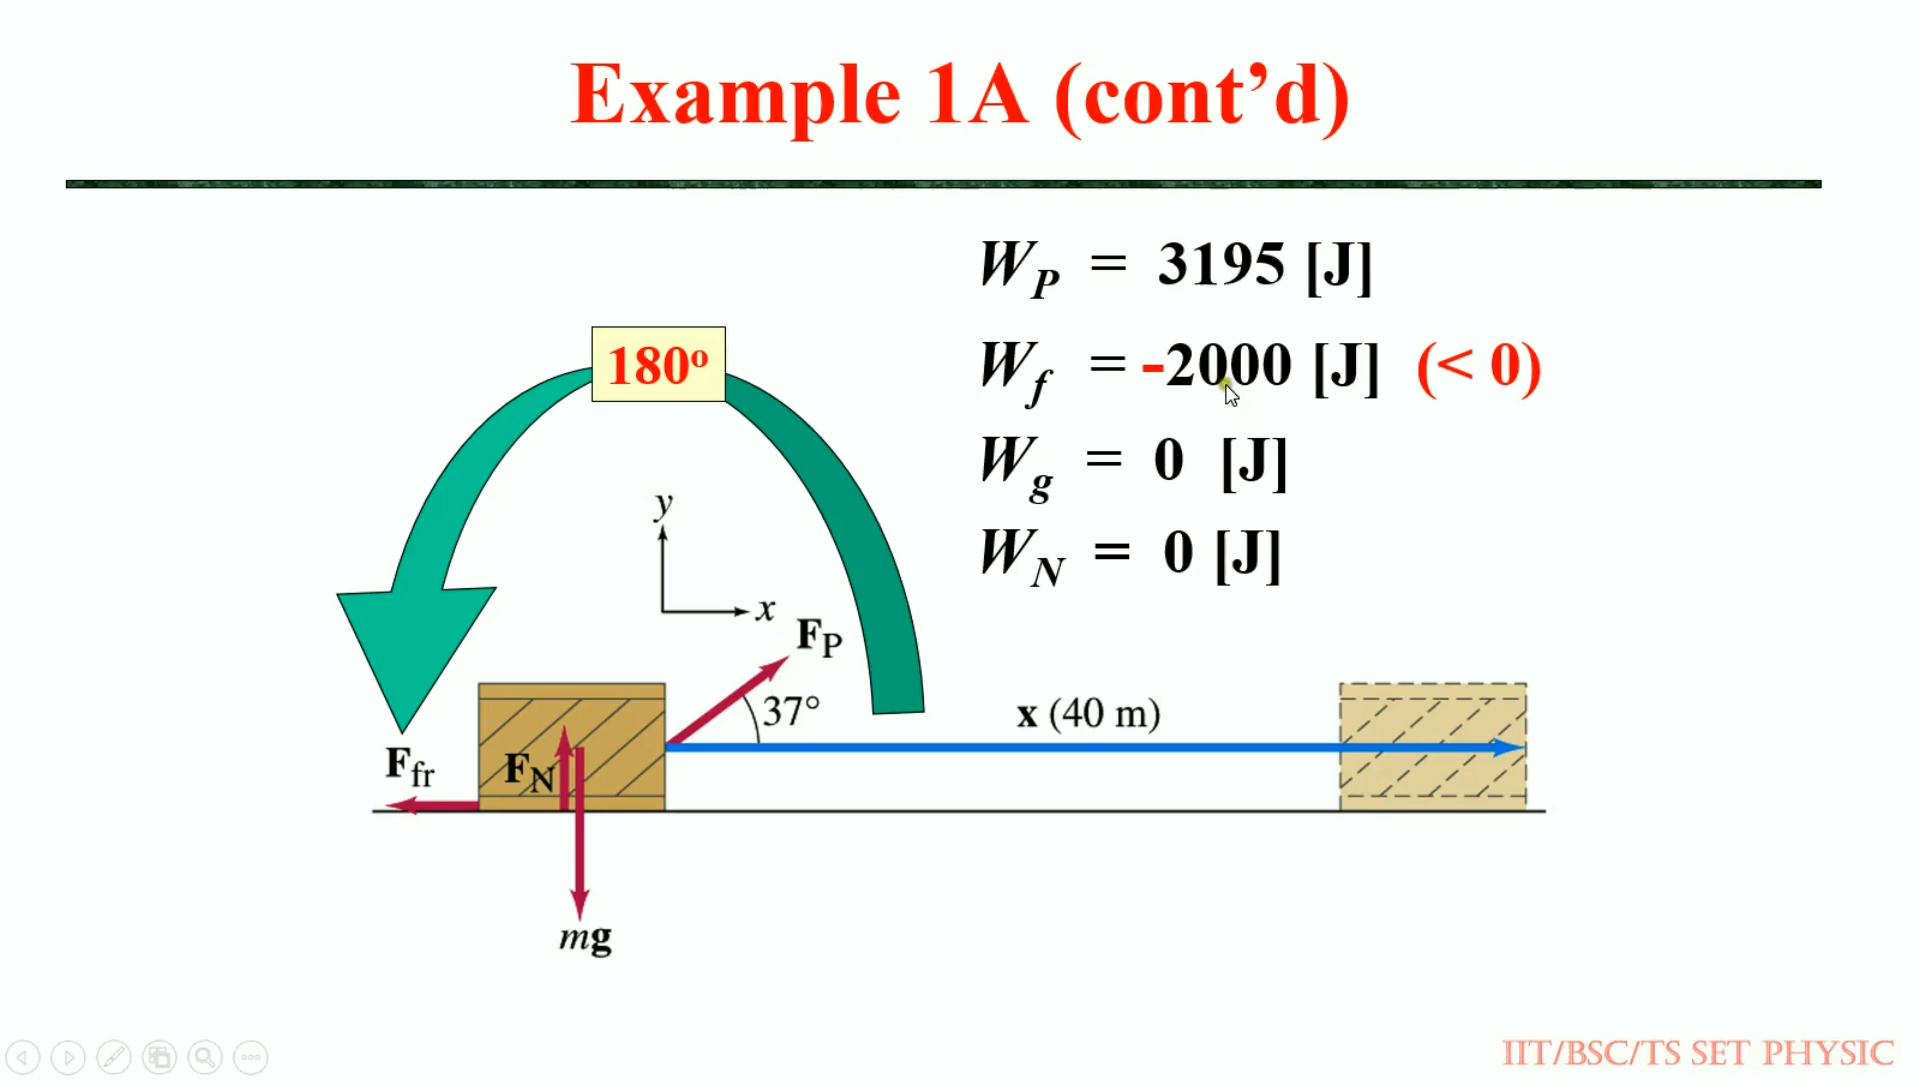 Example 1A (cont’d)
W_P = 3195 [J]
W_f = -2000 [J] (< 0)
W_g = 0 [J]
W_N = 0 [J]
180°
y
x
F_P
37°
x (40 m)
F_fr
F_N
mg
IIT/BSC/TS SET PHYSIC